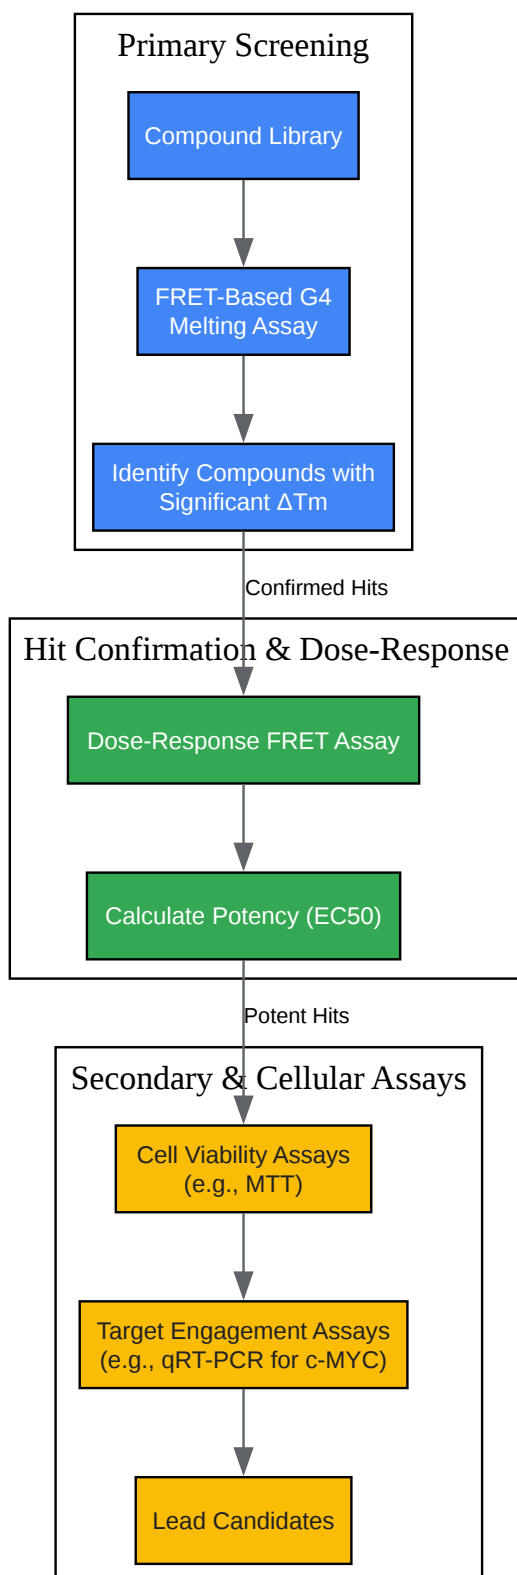 Primary Screening
Compound Library
FRET-Based G4
Melting Assay
Identify Compounds with
Significant ΔTm
Confirmed Hits
Hit Confirmation & Dose-Response
Dose-Response FRET Assay
Calculate Potency (EC50)
Potent Hits
Secondary & Cellular Assays
Cell Viability Assays
(e.g., MTT)
Target Engagement Assays
(e.g., qRT-PCR for c-MYC)
Lead Candidates